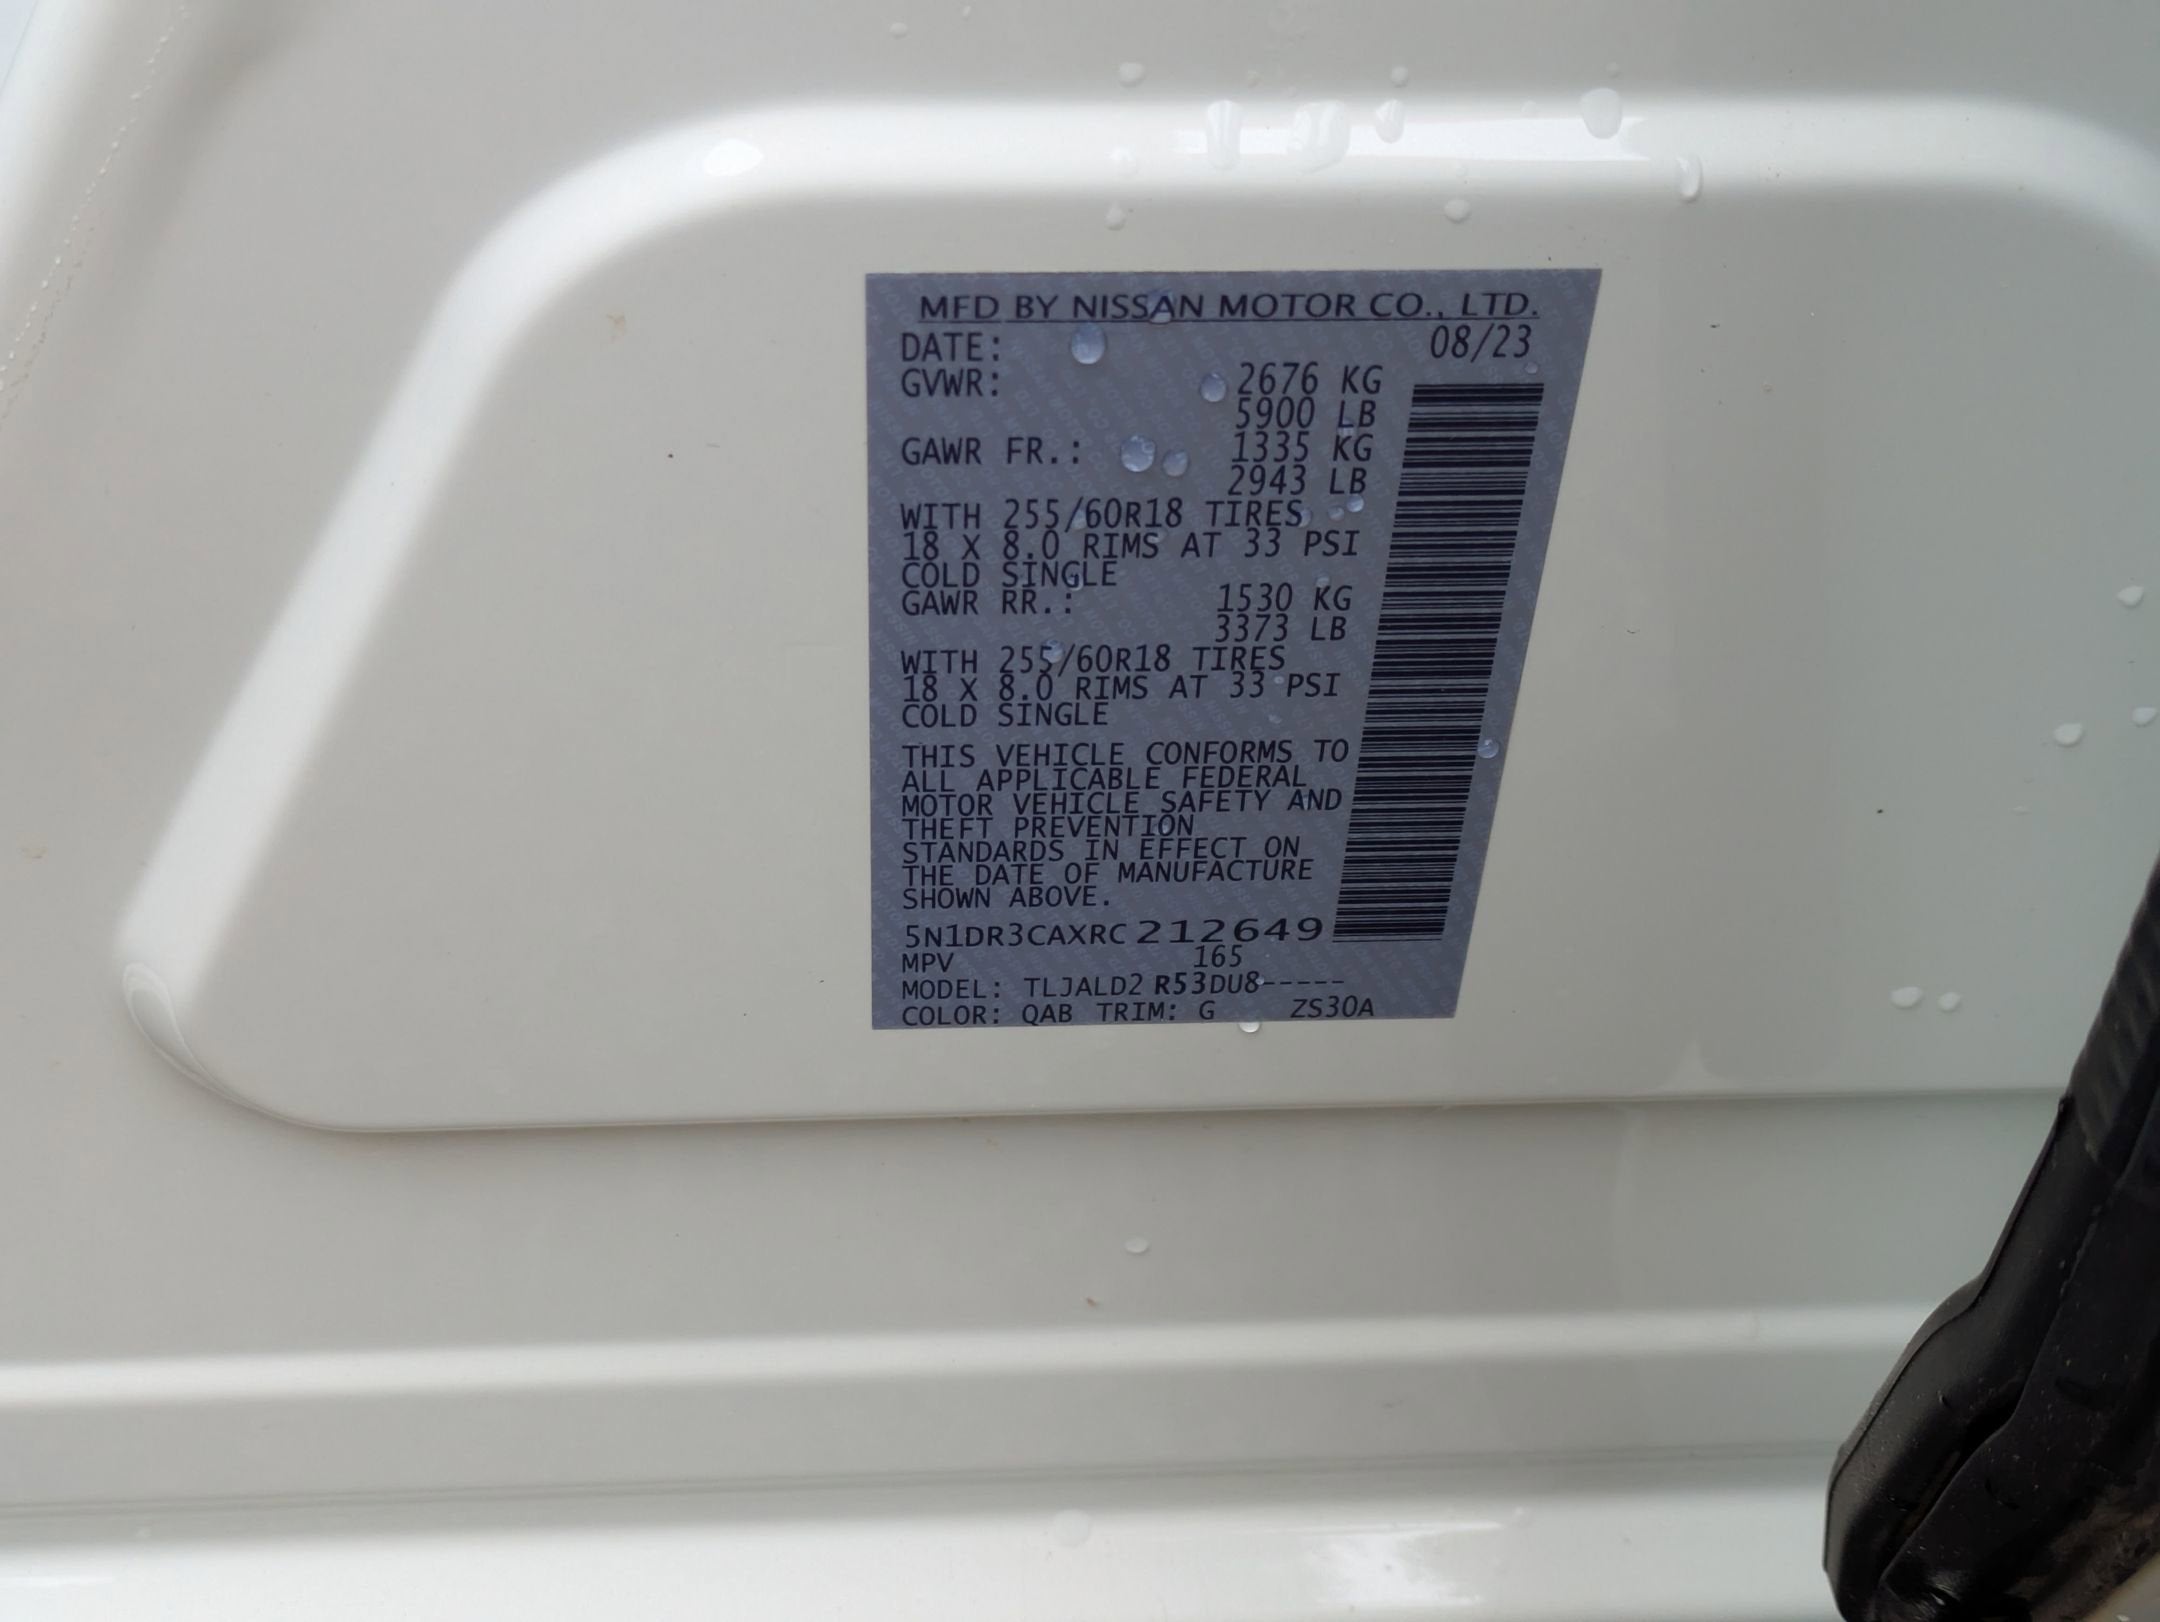 MFD BY NISSAN MOTOR CO., LTD.
DATE: 08/23
GVWR: 2676 KG
5900 LB
GAWR FR.: 1335 KG
2943 LB
WITH 255/60R18 TIRES
18 X 8.0 RIMS AT 33 PSI
COLD SINGLE
GAWR RR.: 1530 KG
3373 LB
WITH 255/60R18 TIRES
18 X 8.0 RIMS AT 33 PSI
COLD SINGLE
THIS VEHICLE CONFORMS TO
ALL APPLICABLE FEDERAL
MOTOR VEHICLE SAFETY AND
THEFT PREVENTION
STANDARDS IN EFFECT ON
THE DATE OF MANUFACTURE
SHOWN ABOVE.
5N1DR3CAXRC212649
MPV 165
MODEL: TLJALD2 R53DU8-----
COLOR: QAB TRIM: G ZS30A